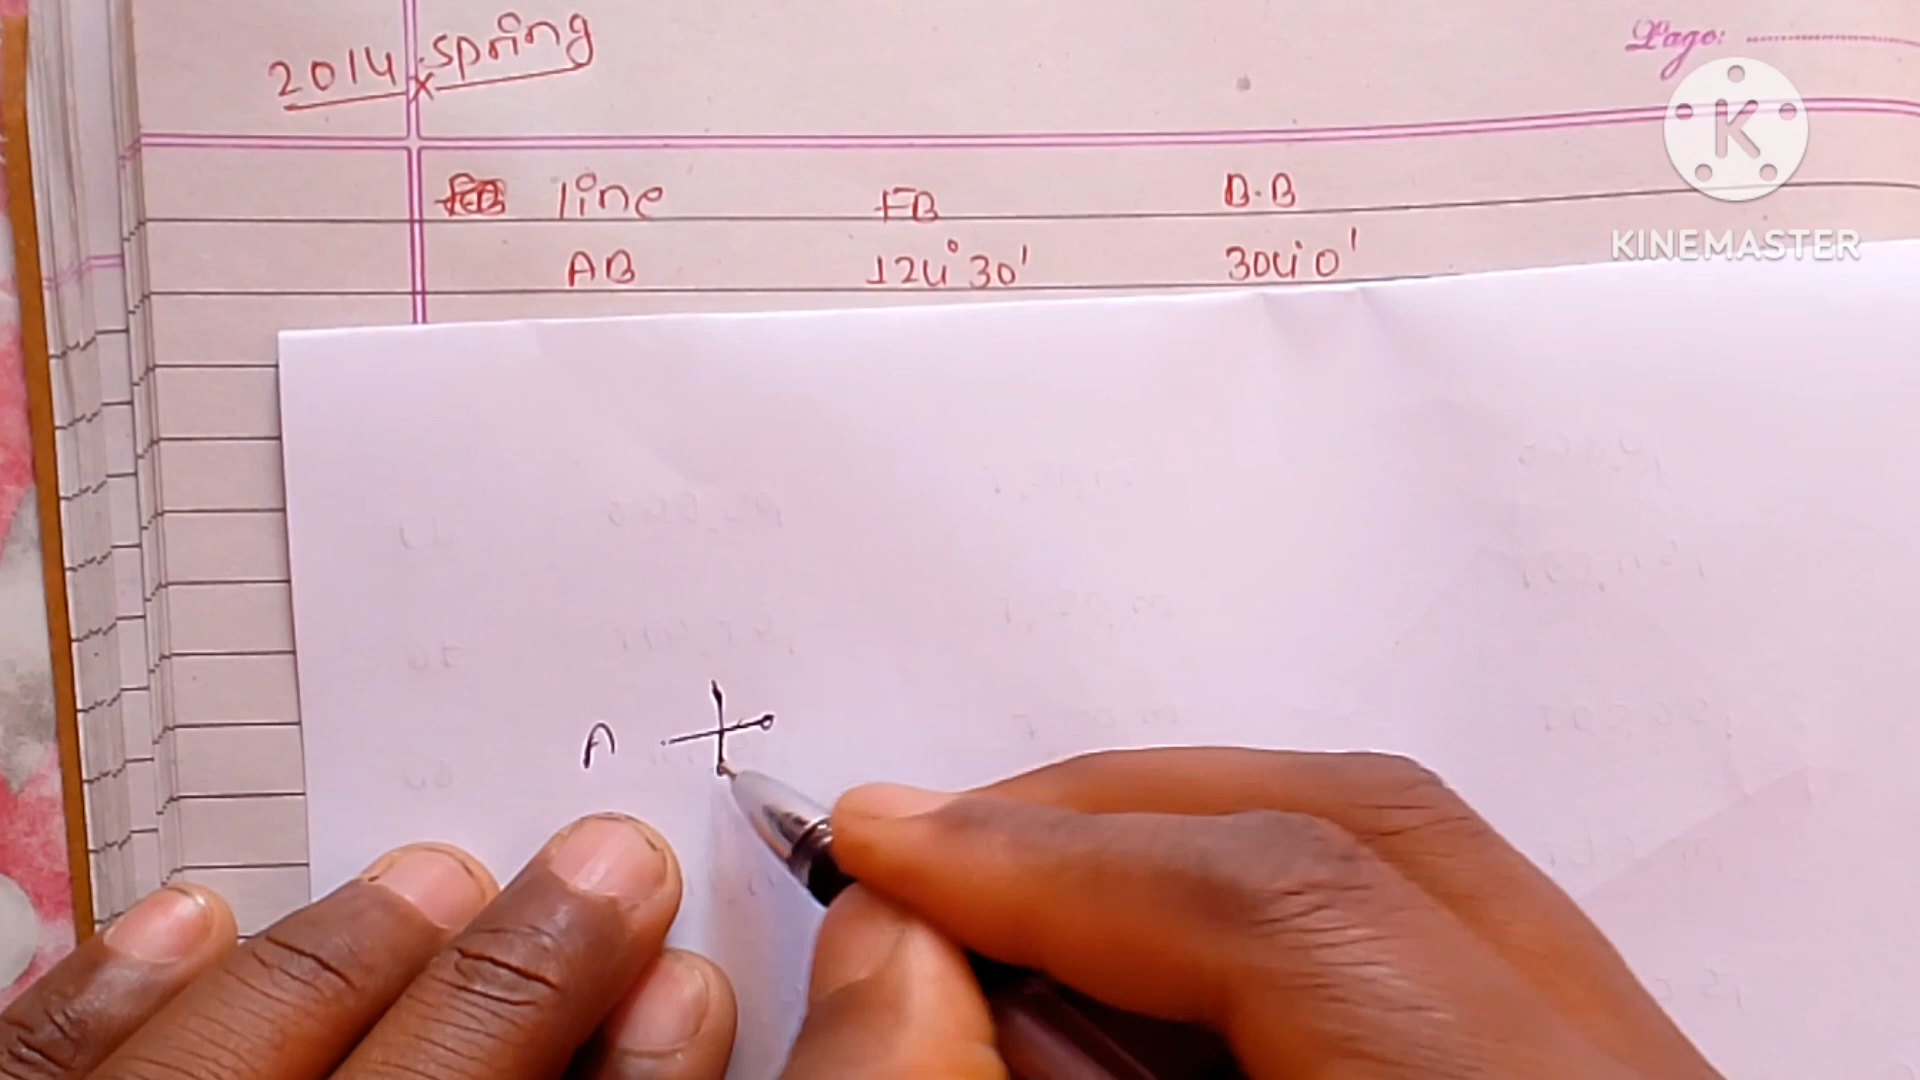 2014 spring
Page:
K
KINEMASTER
line FB B.B
AB 124°30' 304°0'
A